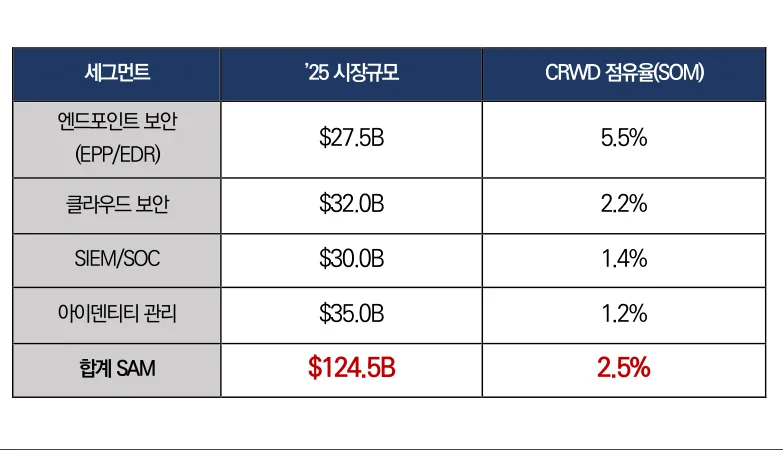 세그먼트 ’25 시장규모 CRWD 점유율(SOM)
엔드포인트 보안
(EPP/EDR) $27.5B 5.5%
클라우드 보안 $32.0B 2.2%
SIEM/SOC $30.0B 1.4%
아이덴티티 관리 $35.0B 1.2%
합계 SAM $124.5B 2.5%